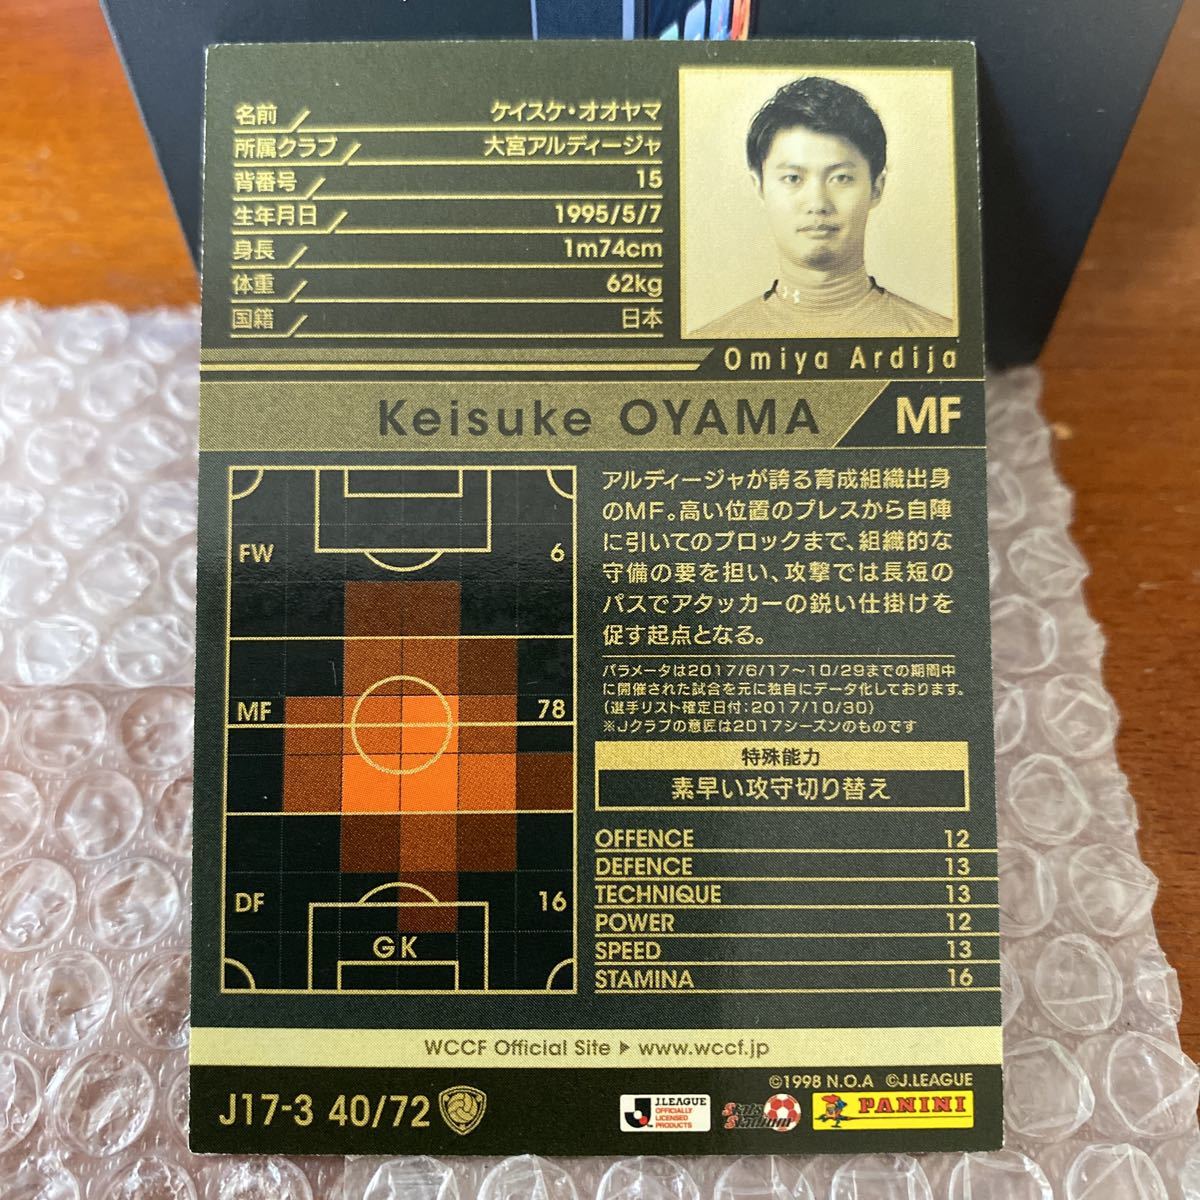 名前 ケイスケ・オオヤマ
所属クラブ 大宮アルディージャ
背番号 15
生年月日 1995/5/7
身長 1m74cm
体重 62kg
国籍 日本
Omiya Ardija
Keisuke OYAMA MF
アルディージャが誇る育成組織出身
のMF。高い位置のプレスから自陣
に引いてのブロックまで、組織的な
守備の要を担い、攻撃では長短の
パスでアタッカーの鋭い仕掛けを
促す起点となる。
パラメータは2017/6/17～10/29までの期間中
に開催された試合を元に独自にデータ化しております。
(選手リスト確定日付:2017/10/30)
※Jクラブの意匠は2017シーズンのものです
FW 6
MF 78
DF 16
GK
特殊能力
素早い攻守切り替え
OFFENCE 12
DEFENCE 13
TECHNIQUE 13
POWER 12
SPEED 13
STAMINA 16
WCCF Official Site ▶ www.wccf.jp
©1998 N.O.A ©J.LEAGUE
J17-3 40/72
J.LEAGUE
OFFICIALLY
LICENSED
PRODUCTS
Stats
Stadium
PANINI